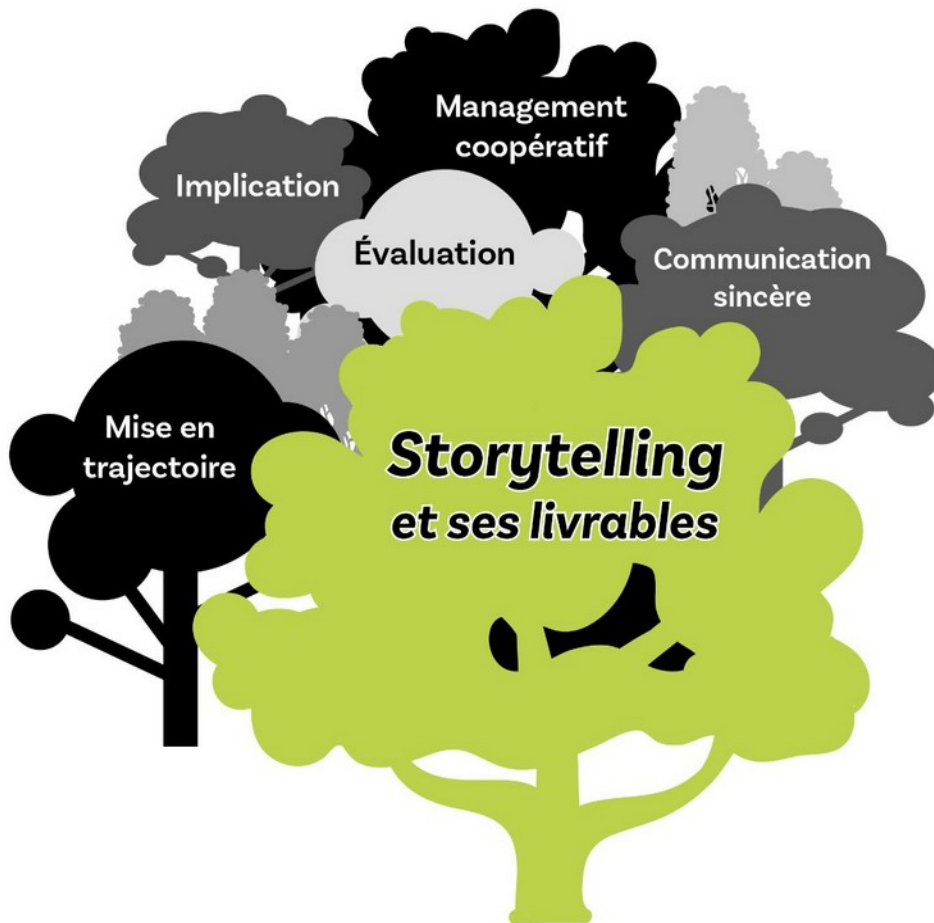 Management
coopératif
Implication
Évaluation
Communication
sincère
Mise en
trajectoire
Storytelling
et ses livrables